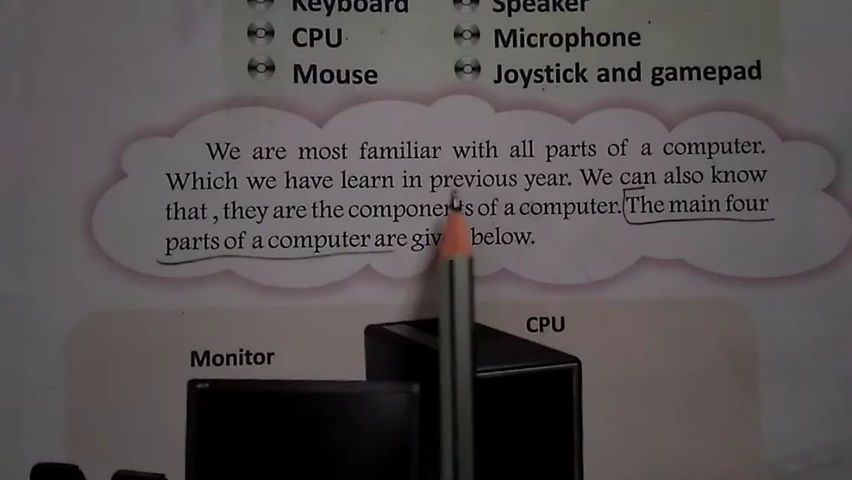 Keyboard
Speaker
CPU
Microphone
Mouse
Joystick and gamepad
We are most familiar with all parts of a computer.
Which we have learn in previous year. We can also know
that , they are the components of a computer. The main four
parts of a computer are below.
CPU
Monitor